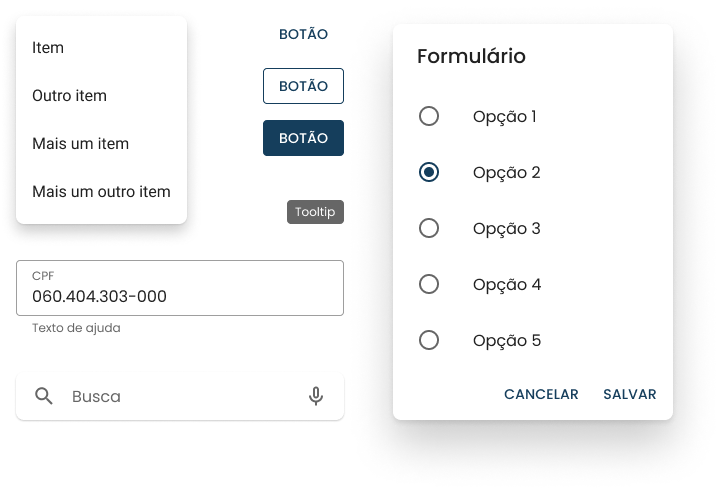 Item
Outro item
Mais um item
Mais um outro item
BOTÃO
BOTÃO
BOTÃO
Tooltip
CPF
060.404.303-000
Texto de ajuda
Busca
Formulário
Opção 1
Opção 2
Opção 3
Opção 4
Opção 5
CANCELAR SALVAR